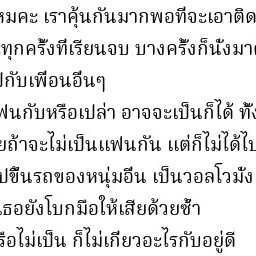 หมคะ เราคุ้นกันมากพอที่จะเอาติด
ทุกครั้งที่เรียนจบ บางครั้งก็นั่งมา
กับเพื่อนอื่นๆ
ฟนกันหรือเปล่า อาจจะเป็นก็ได้ ทั้ง
ยถ้าจะไม่เป็นแฟนกัน แต่ก็ไม่ได้ไป
ปขึ้นรถของหนุ่มอื่น เป็นวอลโว่มั่ง
เธอยังโบกมือให้เสียด้วยซ้ำ
รือไม่เป็น ก็ไม่เกี่ยวอะไรกับอยู่ดี